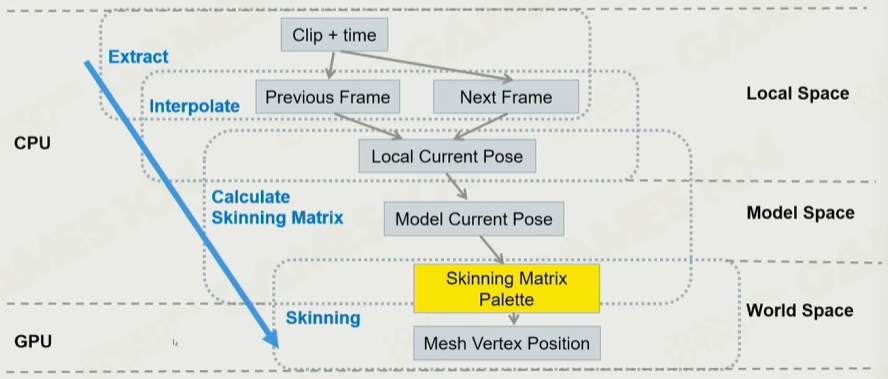 Clip + time
Extract
Previous Frame
Next Frame
Local Space
Interpolate
CPU
Local Current Pose
Calculate
Skinning Matrix
Model Current Pose
Model Space
Skinning Matrix
Palette
World Space
Skinning
GPU
Mesh Vertex Position